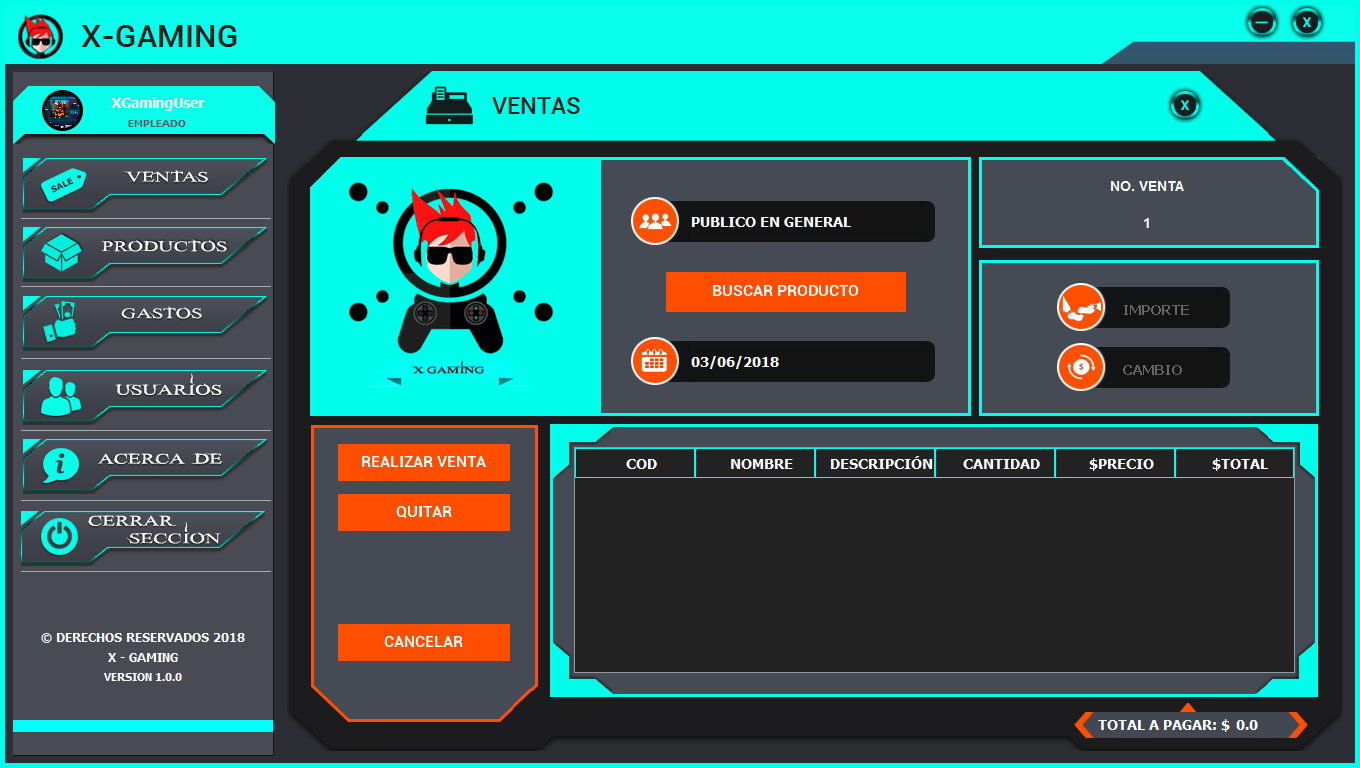 X-GAMING
X
XGamingUser
EMPLEADO
SALE
VENTAS
PRODUCTOS
GASTOS
USUARIOS
i
ACERCA DE
CERRAR
SECCION
© DERECHOS RESERVADOS 2018
X - GAMING
VERSION 1.0.0
VENTAS
X
X GAMING
PUBLICO EN GENERAL
BUSCAR PRODUCTO
03/06/2018
NO. VENTA
1
IMPORTE
$
CAMBIO
REALIZAR VENTA
QUITAR
CANCELAR
COD NOMBRE DESCRIPCIÓN CANTIDAD $PRECIO $TOTAL
TOTAL A PAGAR: $ 0.0